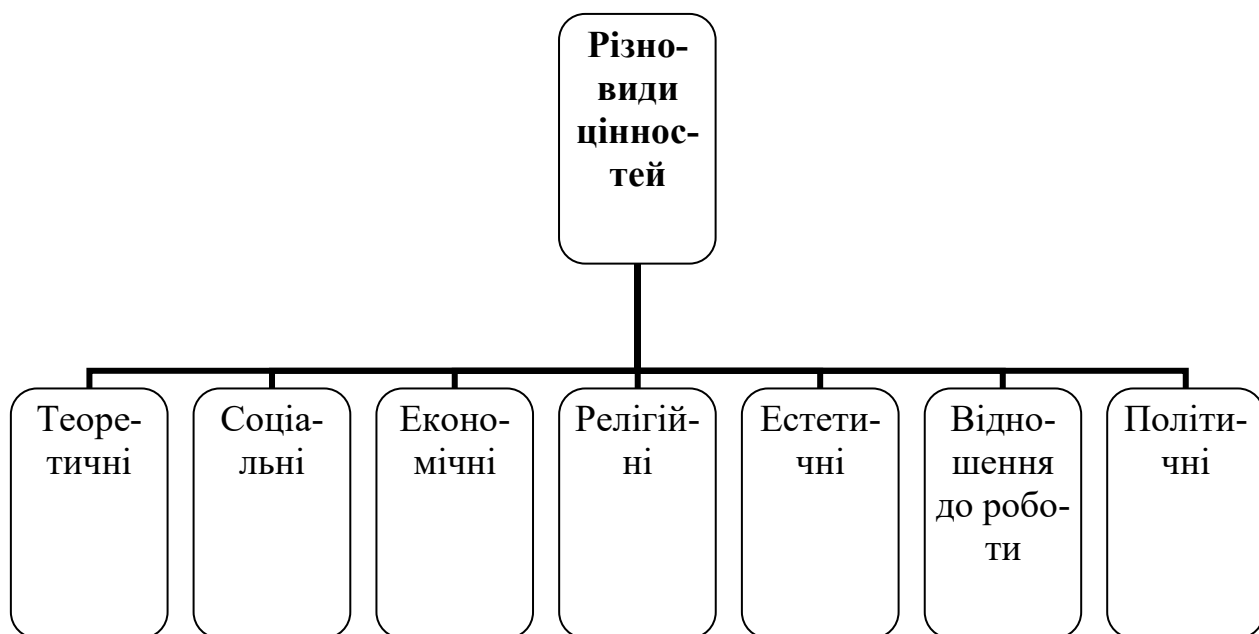 Різно-
види
ціннос-
тей
Теоре-
тичні
Соціа-
льні
Еконо-
мічні
Релігій-
ні
Естети-
чні
Відно-
шення
до робо-
ти
Політи-
чні